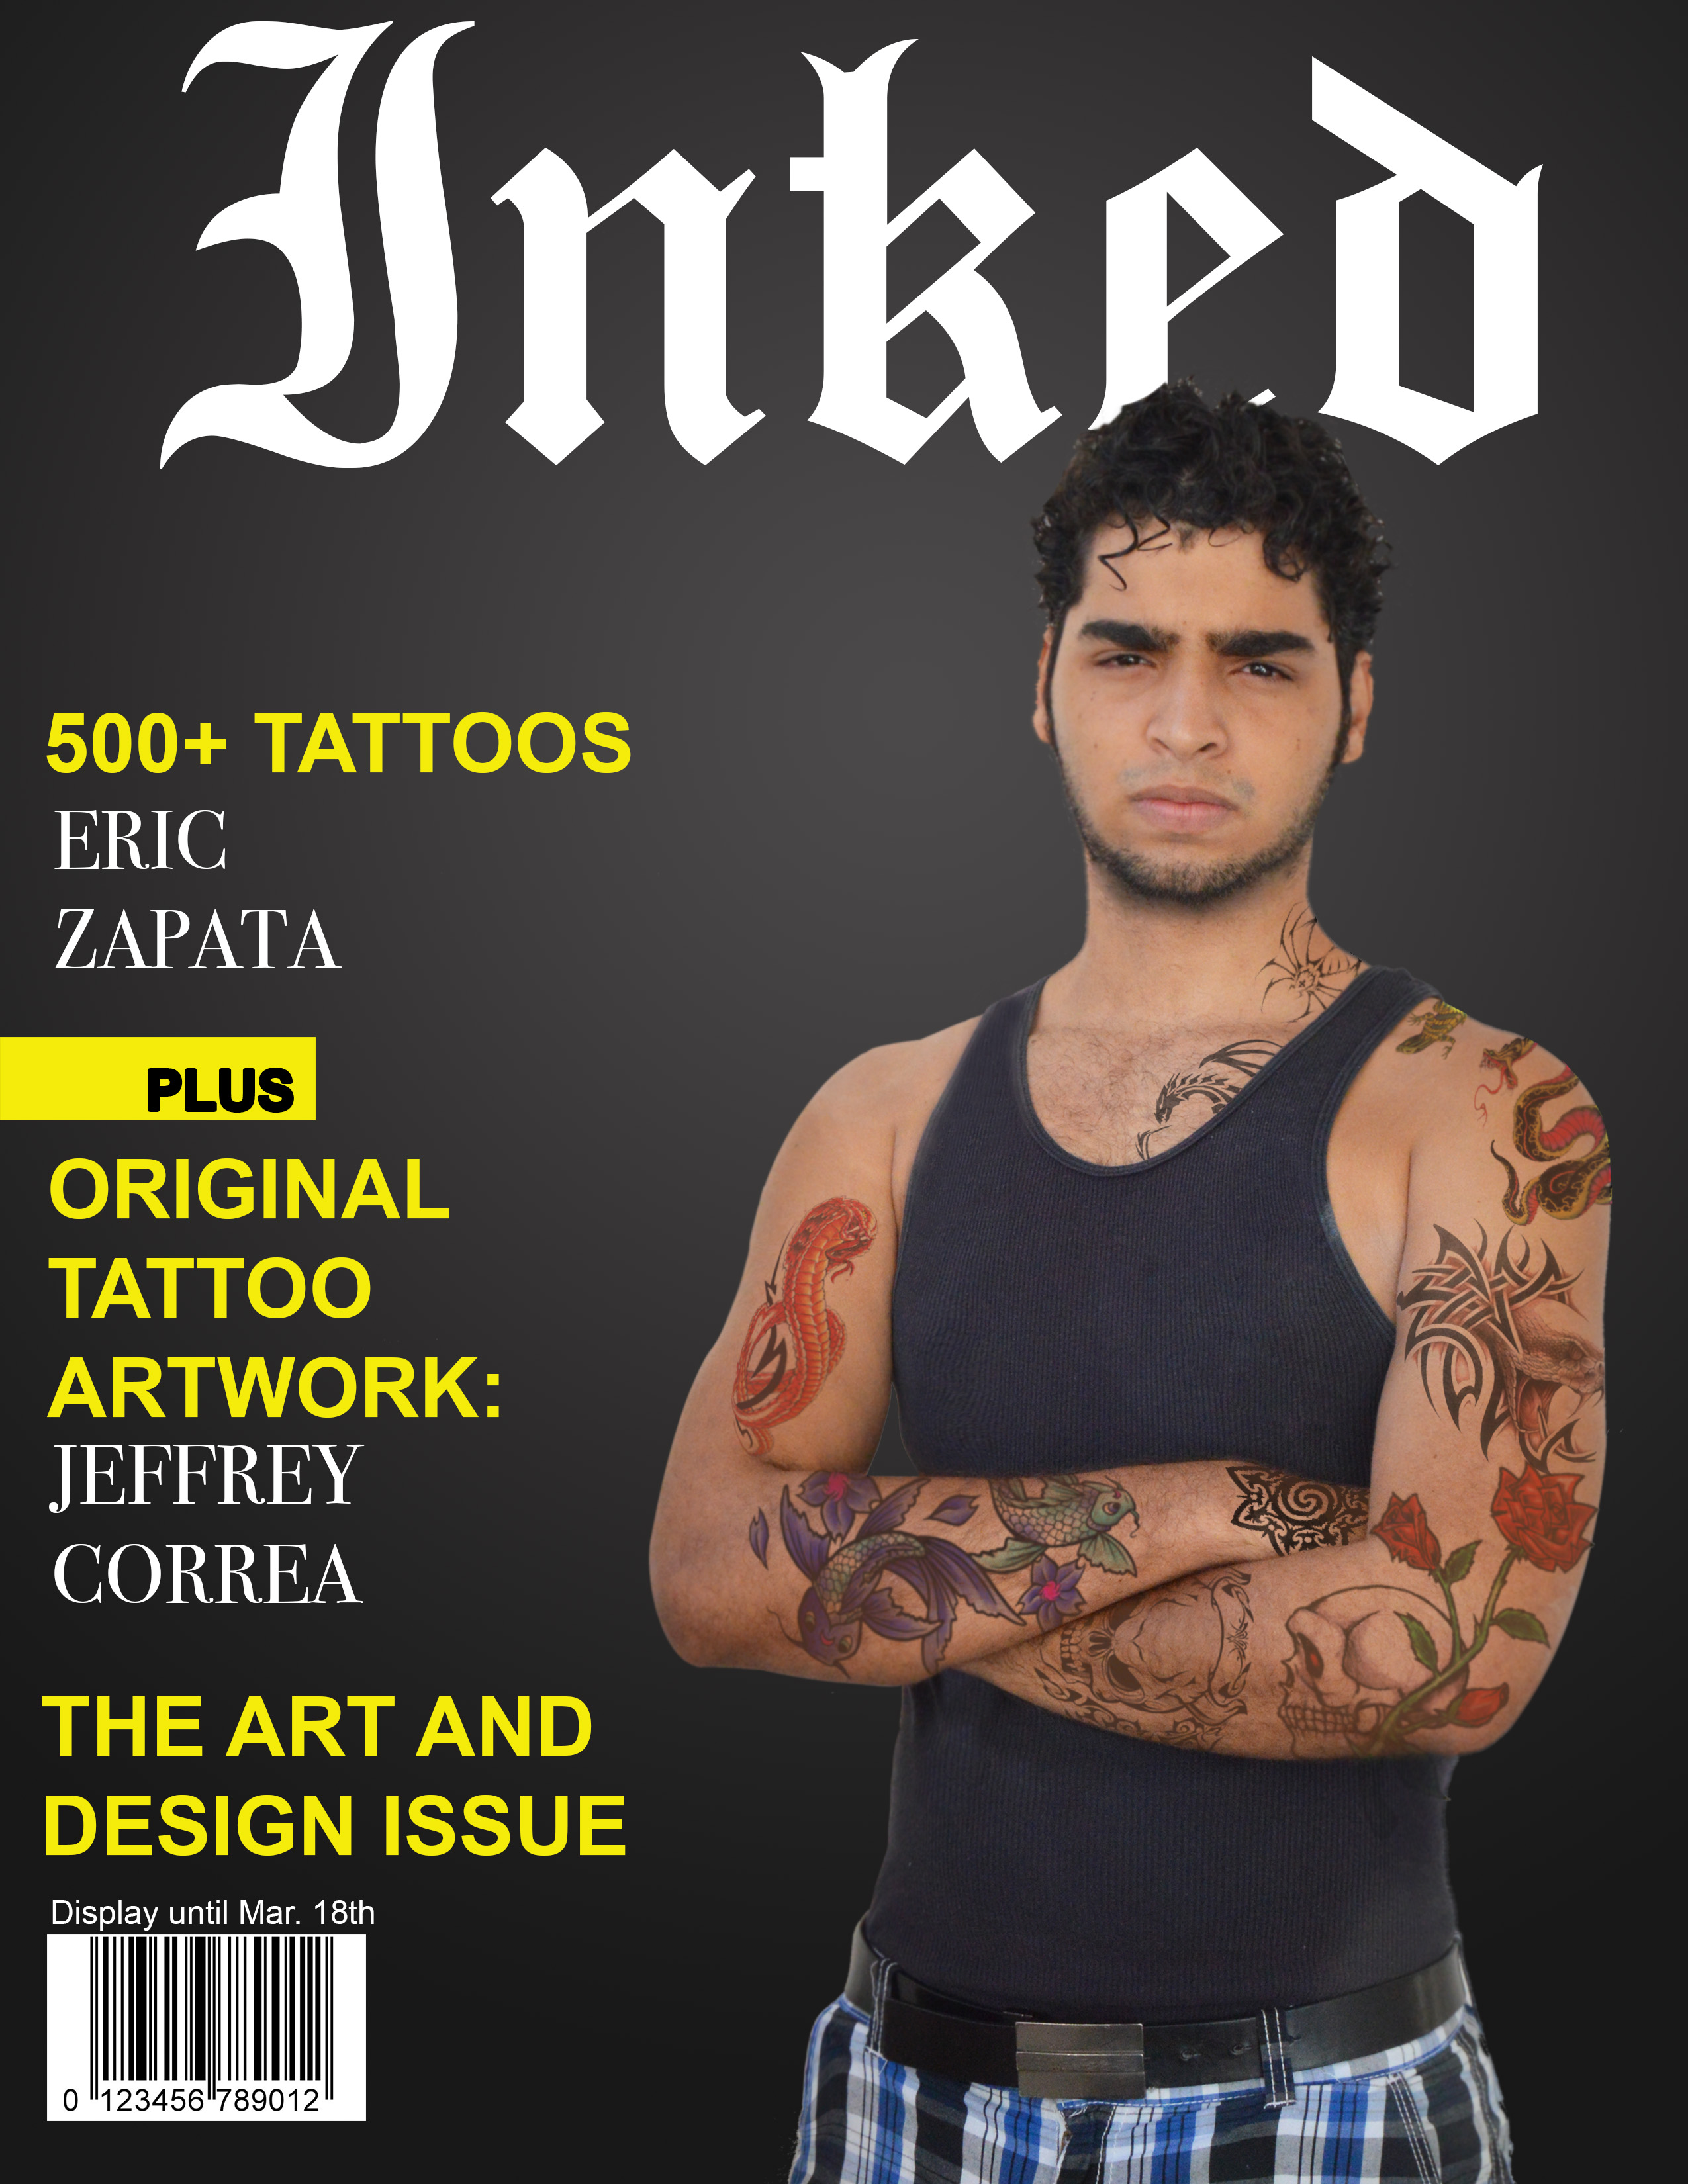 Inked
500+ TATTOOS
ERIC
ZAPATA
PLUS
ORIGINAL
TATTOO
ARTWORK:
JEFFREY
CORREA
THE ART AND
DESIGN ISSUE
Display until Mar. 18th
0 123456 789012